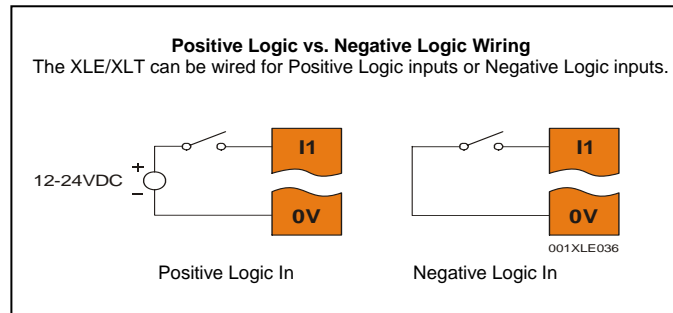 Positive Logic vs. Negative Logic Wiring
The XLE/XLT can be wired for Positive Logic inputs or Negative Logic inputs.
I1
I1
+
12-24VDC
−
0V
0V
001XLE036
Positive Logic In
Negative Logic In